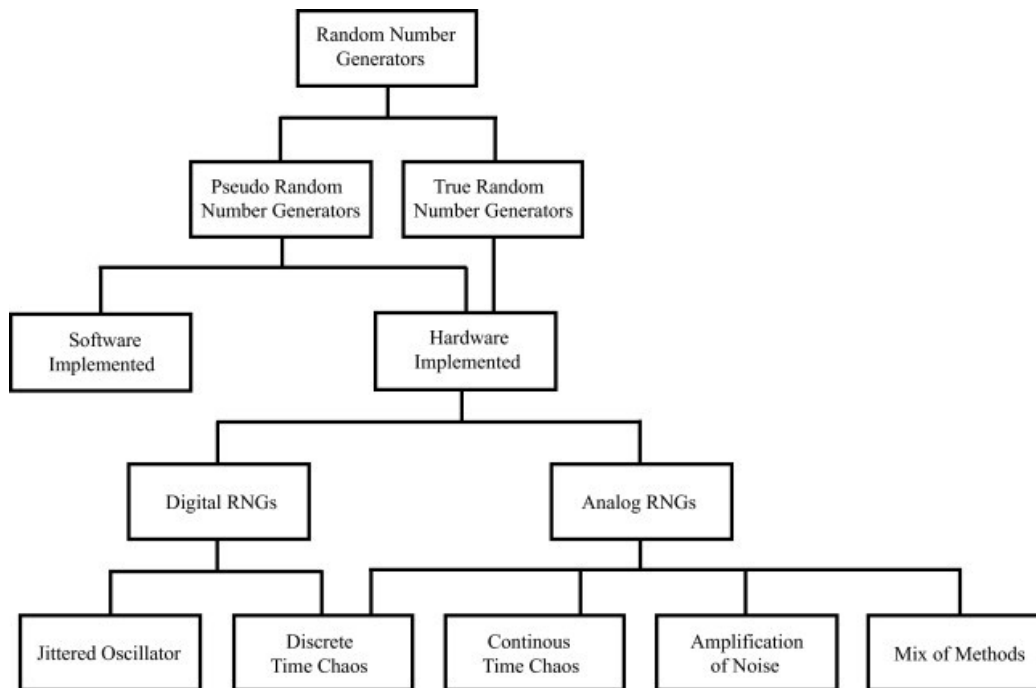 Random Number
Generators
Pseudo Random
Number Generators
True Random
Number Generators
Software
Implemented
Hardware
Implemented
Digital RNGs
Analog RNGs
Jittered Oscillator
Discrete
Time Chaos
Continous
Time Chaos
Amplification
of Noise
Mix of Methods